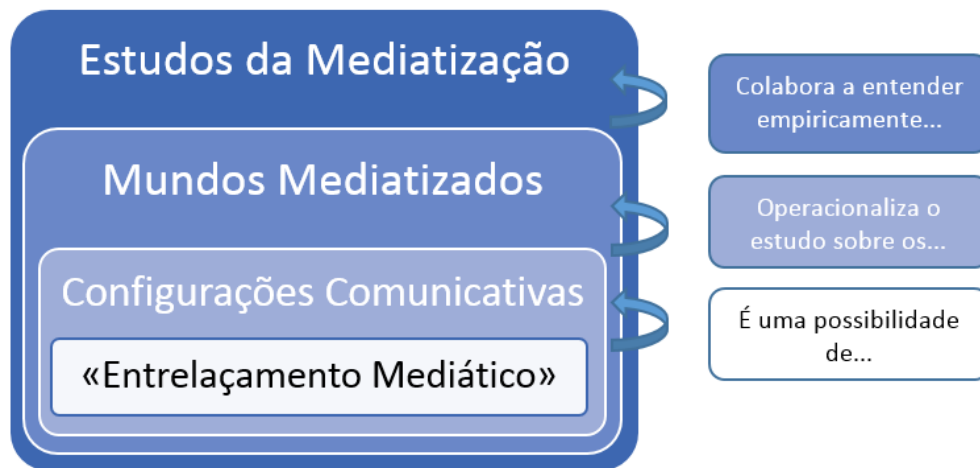 Estudos da Mediatização
Colabora a entender
empiricamente...
Mundos Mediatizados
Operacionaliza o
estudo sobre os...
Configurações Comunicativas
É uma possibilidade
de...
«Entrelaçamento Mediático»